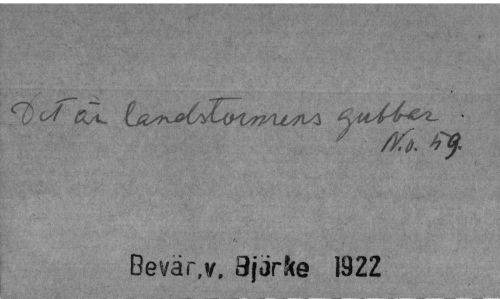 Det är landstormens gubbar.
N.o. 59.
Bevär.v. Björke 1922